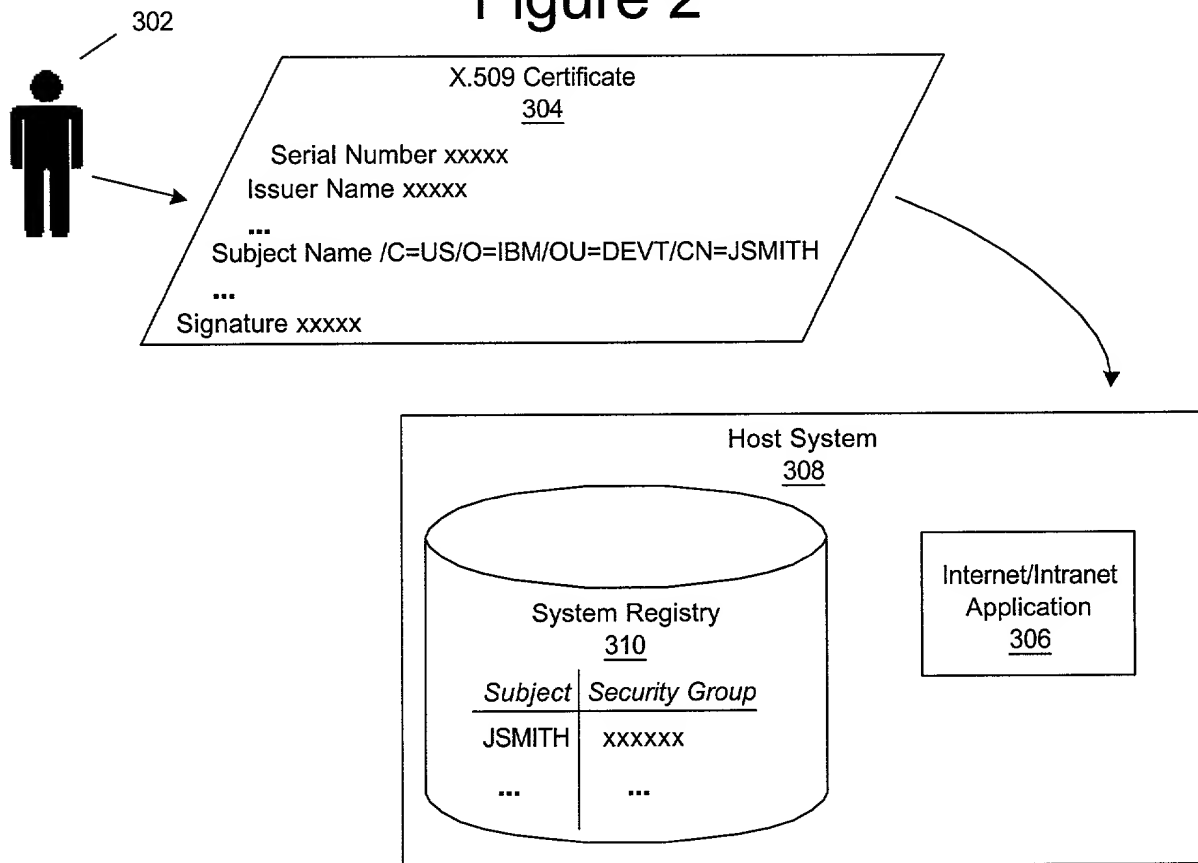 Figure 2
302
X.509 Certificate
304
Serial Number xxxxx
Issuer Name xxxxx
...
Subject Name /C=US/O=IBM/OU=DEVT/CN=JSMITH
...
Signature xxxxx
Host System
308
System Registry
310
Subject Security Group
JSMITH xxxxxx
... ...
Internet/Intranet
Application
306